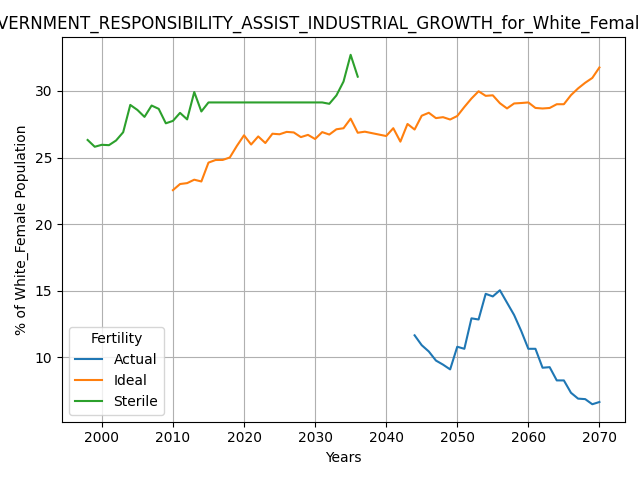 VERNMENT_RESPONSIBILITY_ASSIST_INDUSTRIAL_GROWTH_for_White_Femal
% of White_Female Population
30
25
20
15
10
Fertility
Actual
Ideal
Sterile
2000 2010 2020 2030 2040 2050 2060 2070
Years